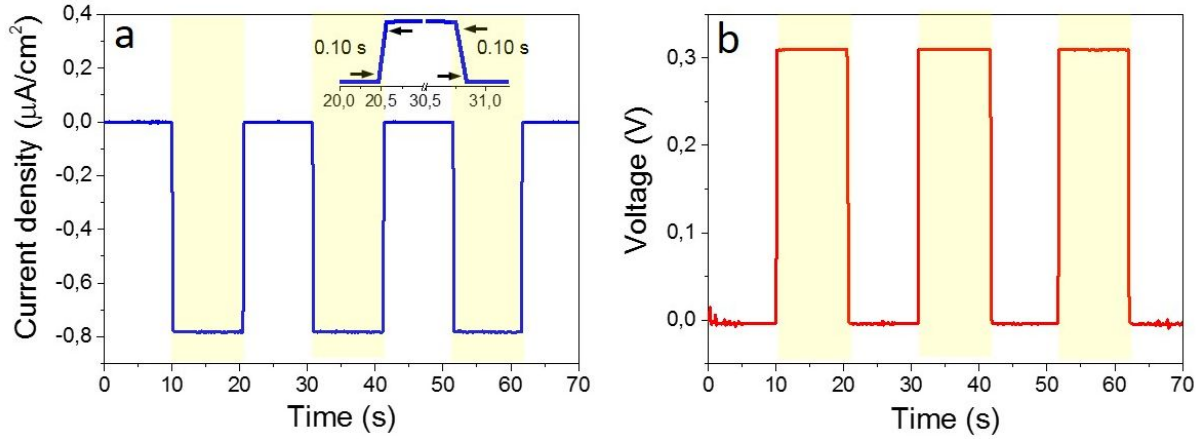 a
0.10 s
0.10 s
20,0 20,5 30,5 31,0
0,4
0,2
0,0
-0,2
-0,4
-0,6
-0,8
Current density (µA/cm²)
0 10 20 30 40 50 60 70
Time (s)
b
0,3
0,2
0,1
0,0
Voltage (V)
0 10 20 30 40 50 60 70
Time (s)